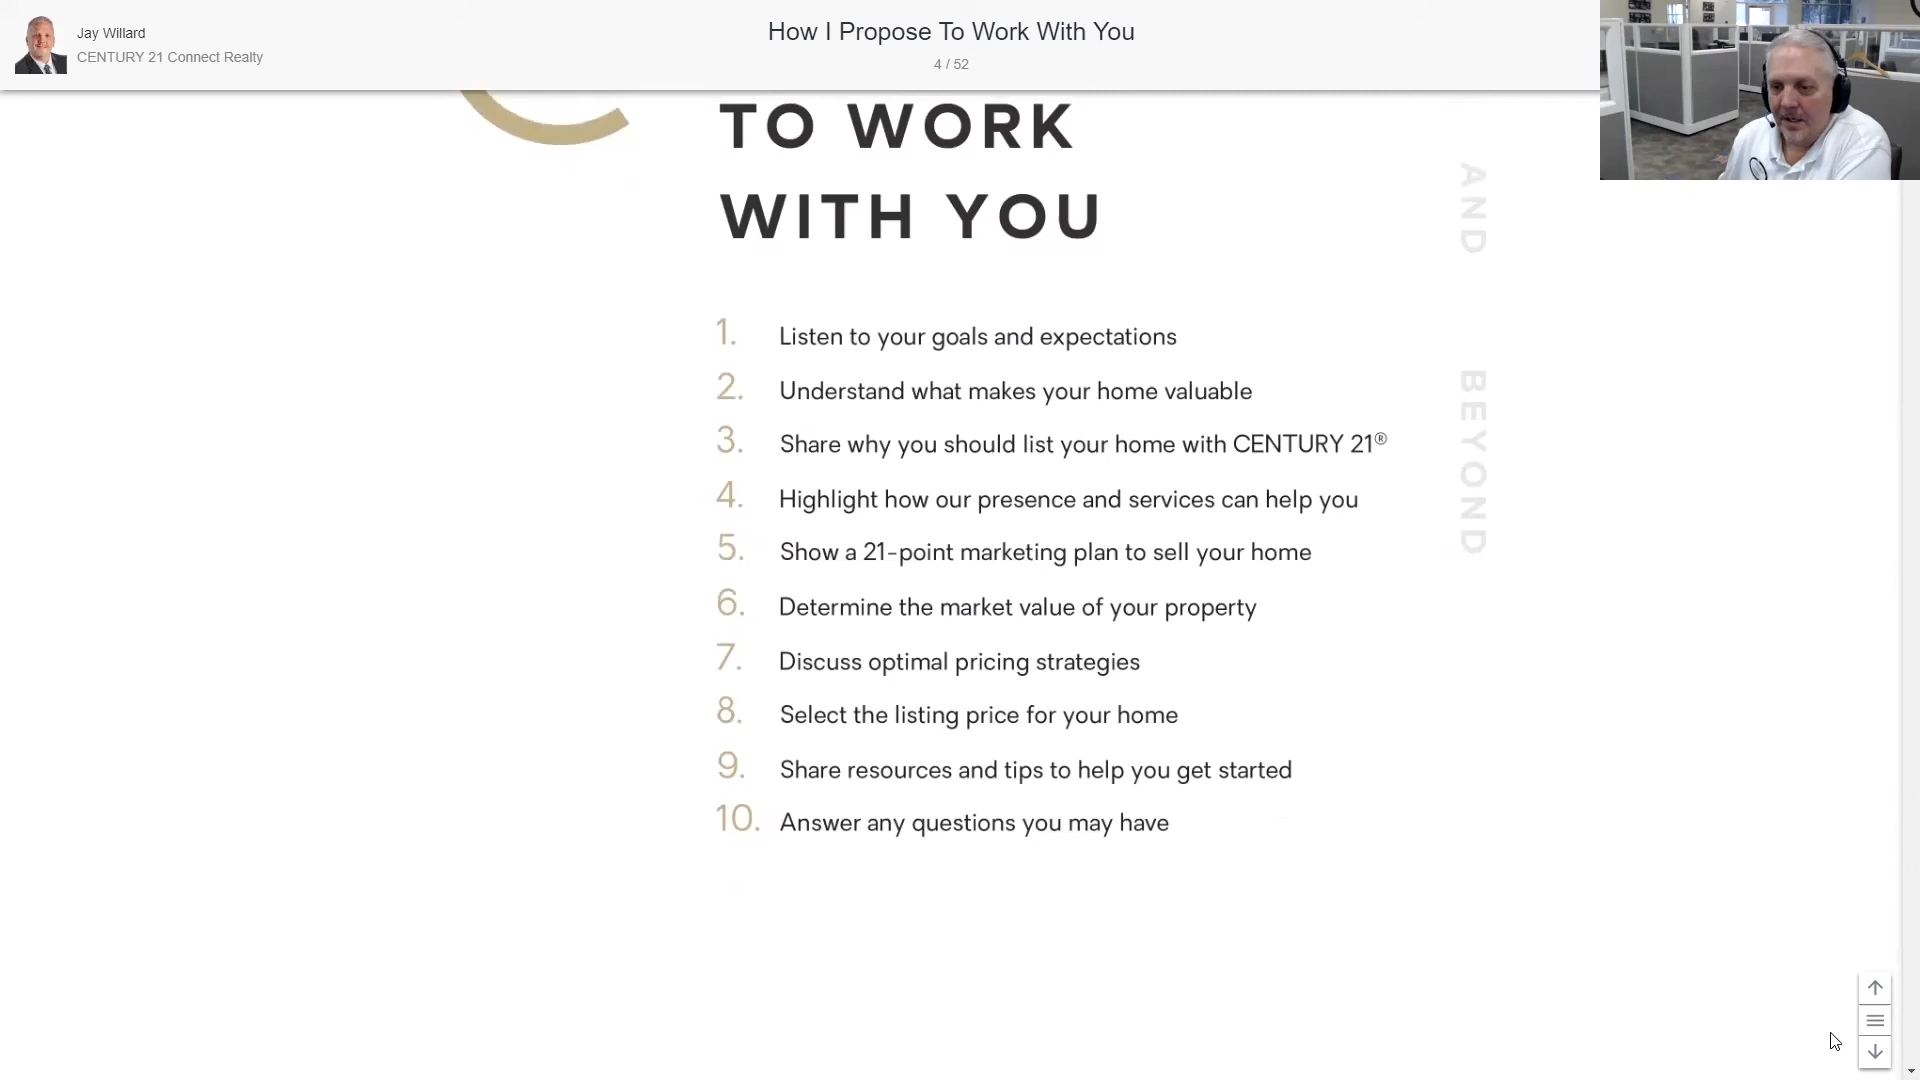 Jay Willard
CENTURY 21 Connect Realty
How I Propose To Work With You
4 / 52
TO WORK
WITH YOU
1. Listen to your goals and expectations
2. Understand what makes your home valuable
3. Share why you should list your home with CENTURY 21®
4. Highlight how our presence and services can help you
5. Show a 21-point marketing plan to sell your home
6. Determine the market value of your property
7. Discuss optimal pricing strategies
8. Select the listing price for your home
9. Share resources and tips to help you get started
10. Answer any questions you may have
AND
BEYOND